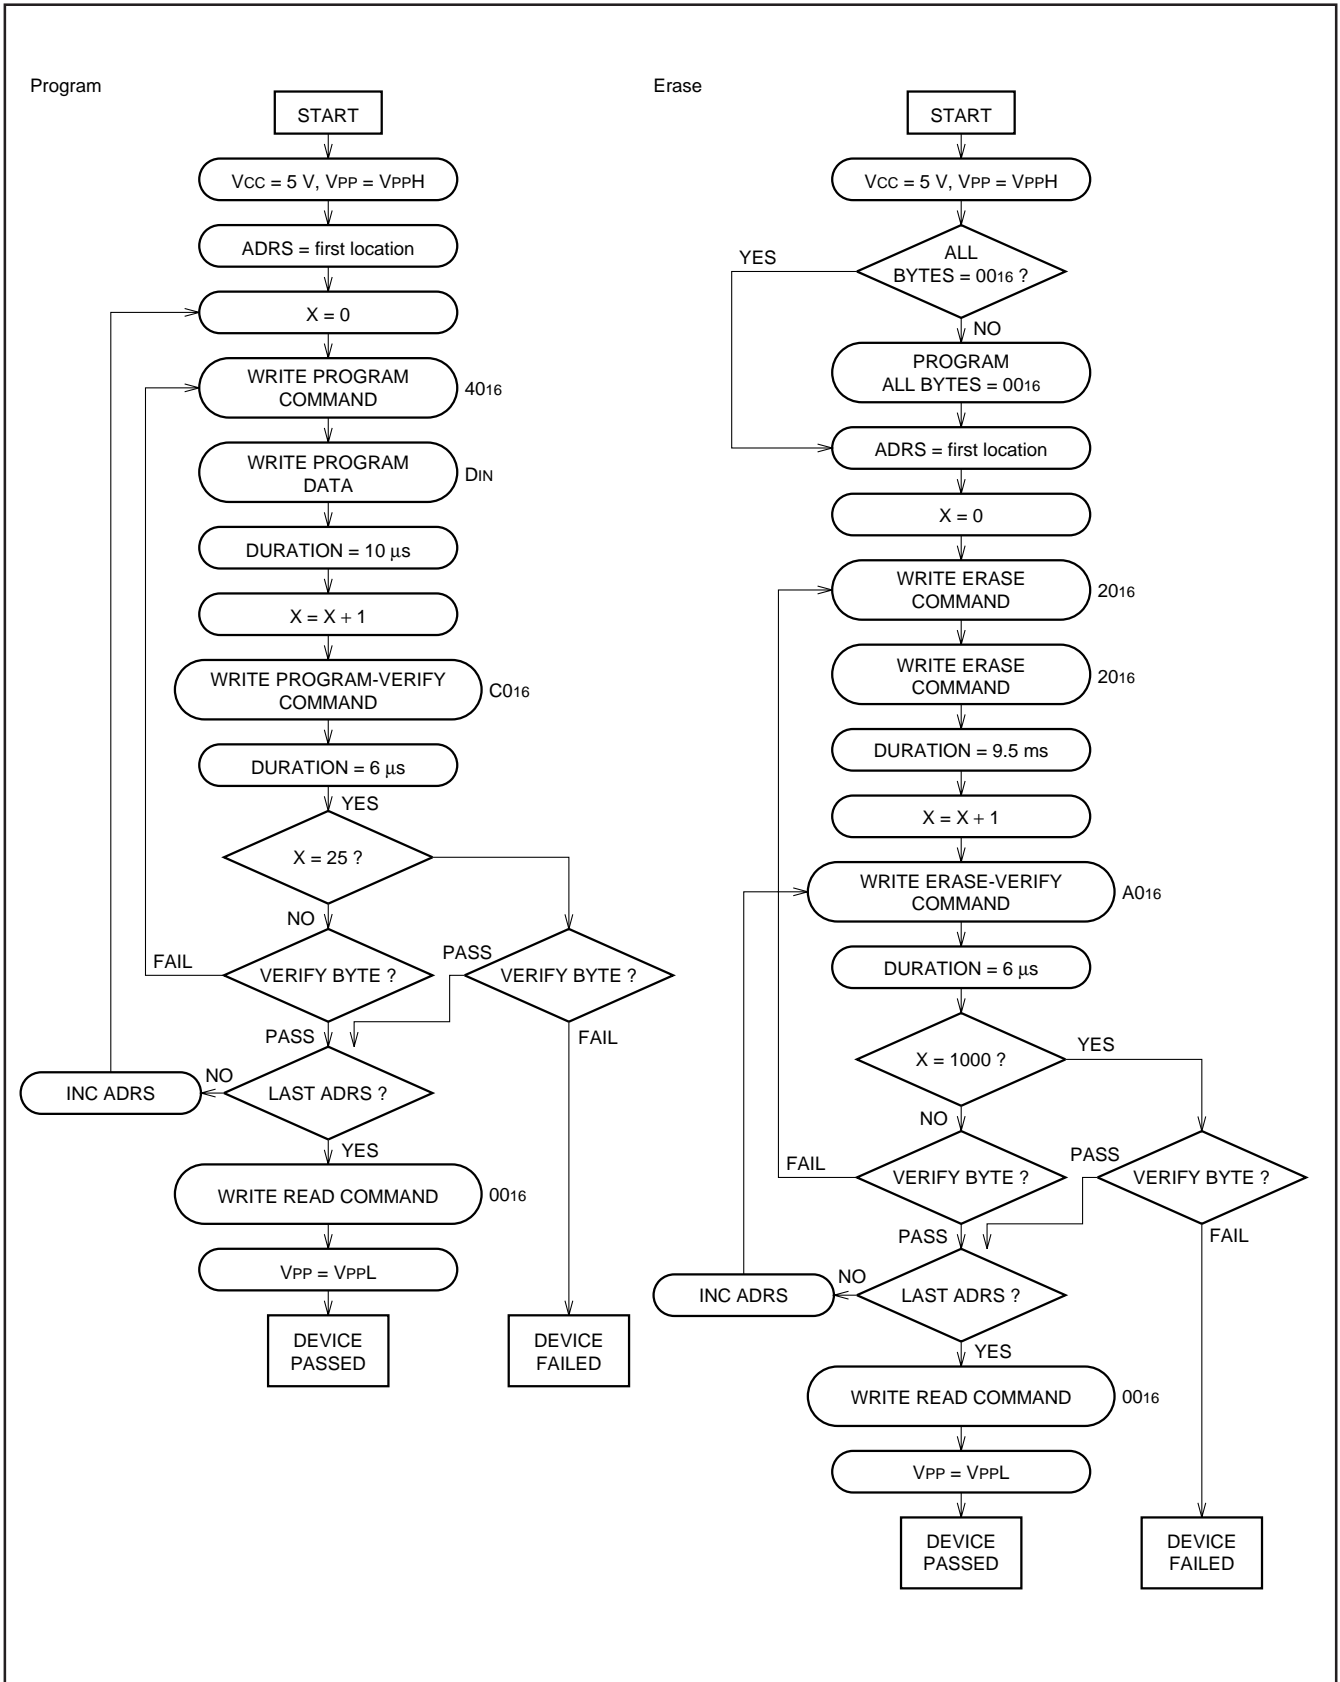 Program
START
VCC = 5 V, VPP = VPPH
ADRS = first location
X = 0
WRITE PROGRAM
COMMAND
4016
WRITE PROGRAM
DATA
DIN
DURATION = 10 µs
X = X + 1
WRITE PROGRAM-VERIFY
COMMAND
C016
DURATION = 6 µs
YES
X = 25 ?
NO
FAIL
VERIFY BYTE ?
PASS
VERIFY BYTE ?
PASS
FAIL
INC ADRS
NO
LAST ADRS ?
YES
WRITE READ COMMAND
0016
VPP = VPPL
DEVICE
PASSED
DEVICE
FAILED
Erase
START
VCC = 5 V, VPP = VPPH
YES
ALL
BYTES = 0016 ?
NO
PROGRAM
ALL BYTES = 0016
ADRS = first location
X = 0
WRITE ERASE
COMMAND
2016
WRITE ERASE
COMMAND
2016
DURATION = 9.5 ms
X = X + 1
WRITE ERASE-VERIFY
COMMAND
A016
DURATION = 6 µs
X = 1000 ?
YES
NO
FAIL
VERIFY BYTE ?
PASS
VERIFY BYTE ?
PASS
FAIL
INC ADRS
NO
LAST ADRS ?
YES
WRITE READ COMMAND
0016
VPP = VPPL
DEVICE
PASSED
DEVICE
FAILED